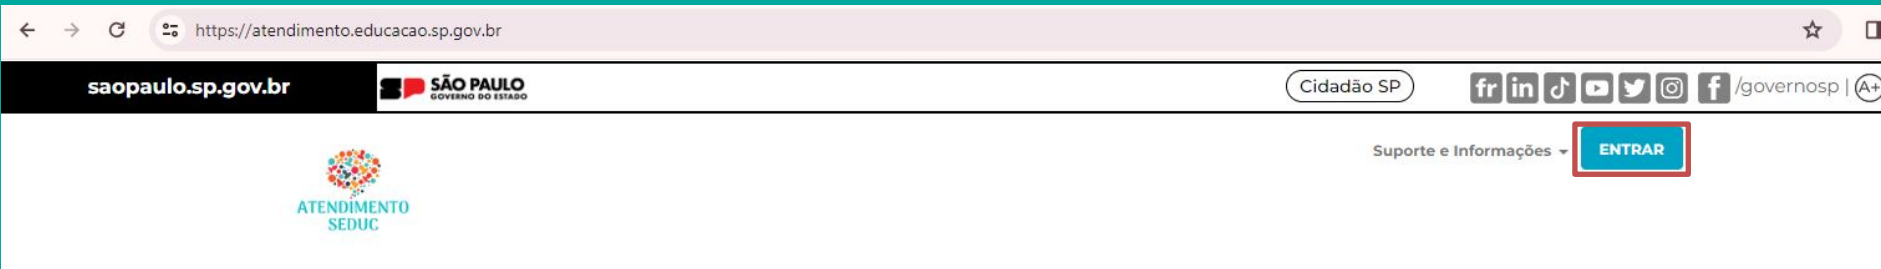 https://atendimento.educacao.sp.gov.br
saopaulo.sp.gov.br
SÃO PAULO
GOVERNO DO ESTADO
Cidadão SP
/governosp | A+
Suporte e Informações
ENTRAR
ATENDIMENTO
SEDUC